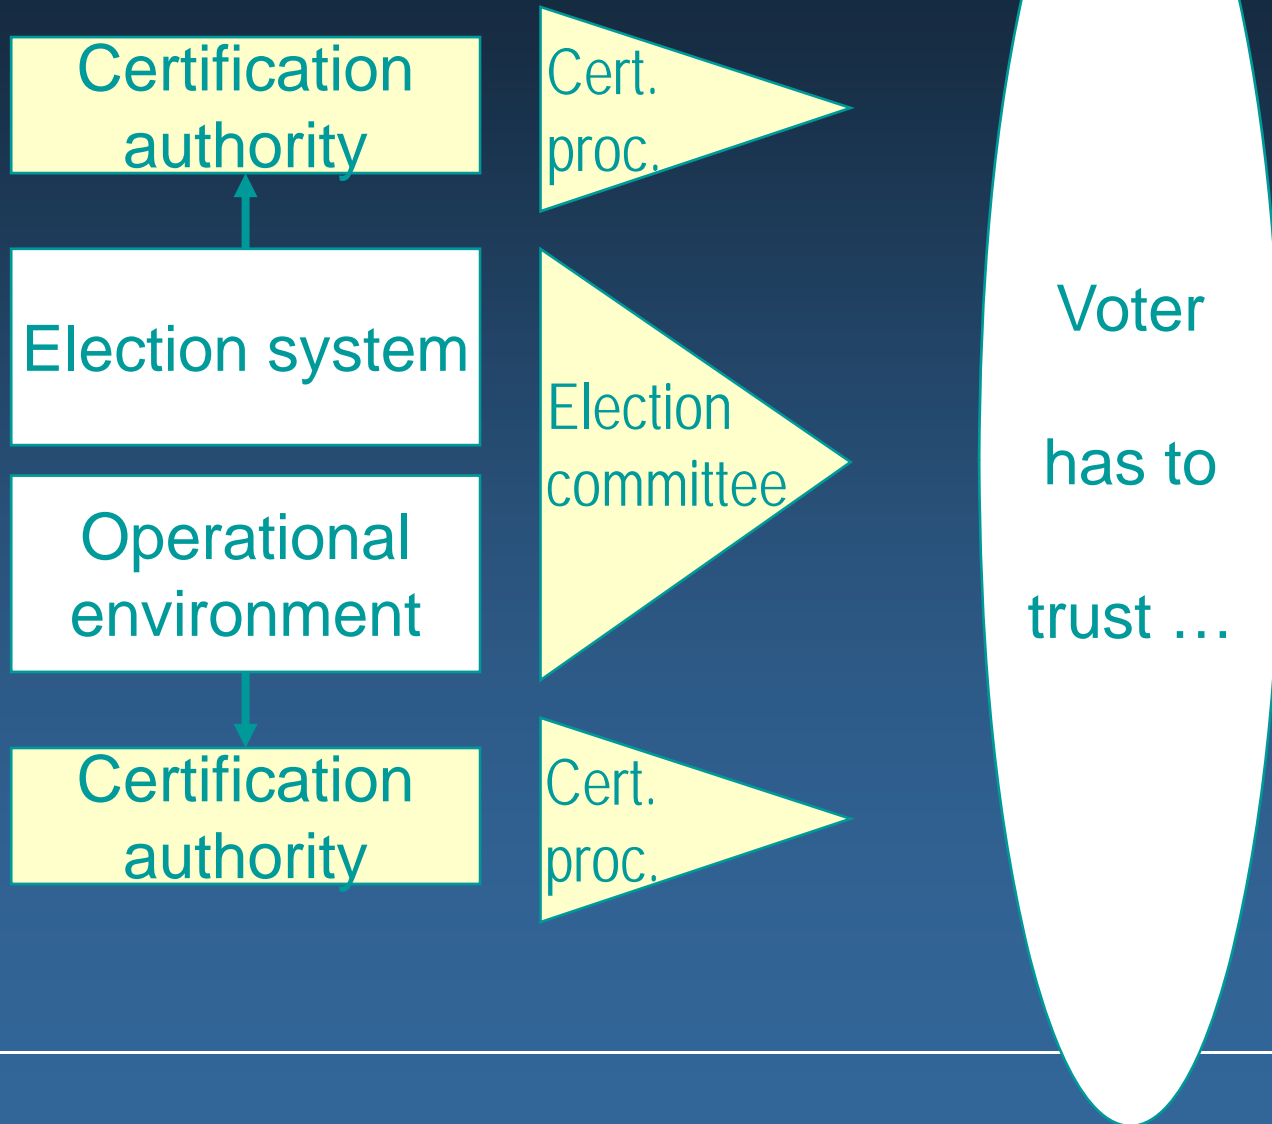 Certification
authority
Cert.
proc.
Election system
Election
committee
Operational
environment
Certification
authority
Cert.
proc.
Voter
has to
trust …